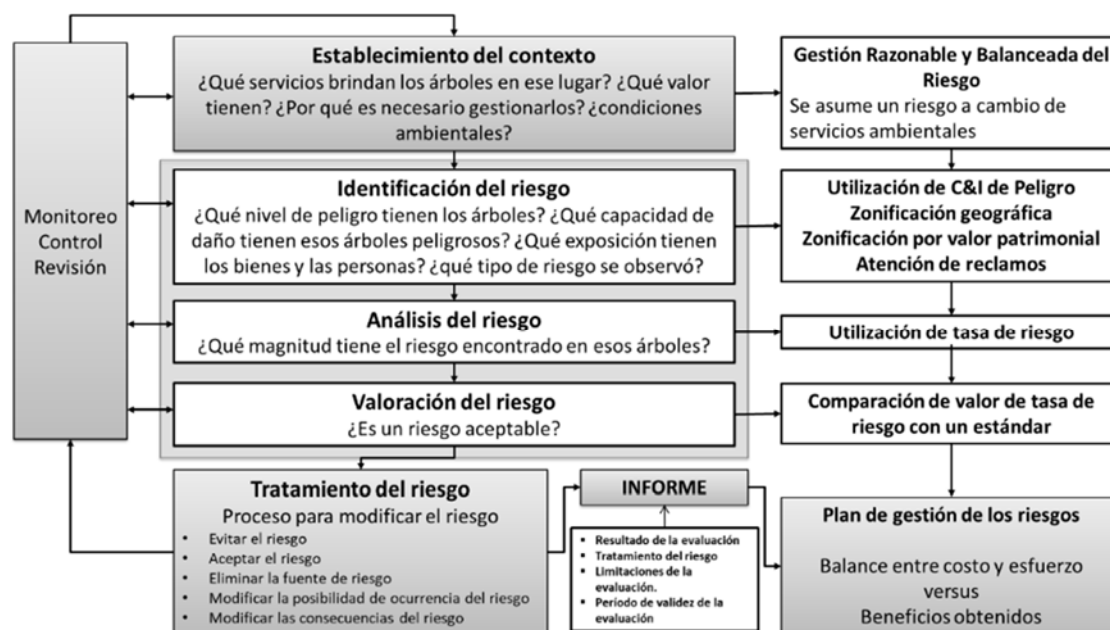 Monitoreo
Control
Revisión
Establecimiento del contexto
¿Qué servicios brindan los árboles en ese lugar? ¿Qué valor
tienen? ¿Por qué es necesario gestionarlos? ¿condiciones
ambientales?
Gestión Razonable y Balanceada del
Riesgo
Se asume un riesgo a cambio de
servicios ambientales
Identificación del riesgo
¿Qué nivel de peligro tienen los árboles? ¿Qué capacidad de
daño tienen esos árboles peligrosos? ¿Qué exposición tienen
los bienes y las personas? ¿qué tipo de riesgo se observó?
Utilización de C&I de Peligro
Zonificación geográfica
Zonificación por valor patrimonial
Atención de reclamos
Análisis del riesgo
¿Qué magnitud tiene el riesgo encontrado en esos árboles?
Utilización de tasa de riesgo
Valoración del riesgo
¿Es un riesgo aceptable?
Comparación de valor de tasa de
riesgo con un estándar
Tratamiento del riesgo
Proceso para modificar el riesgo
• Evitar el riesgo
• Aceptar el riesgo
• Eliminar la fuente de riesgo
• Modificar la posibilidad de ocurrencia del riesgo
• Modificar las consecuencias del riesgo
INFORME
▪ Resultado de la evaluación
▪ Tratamiento del riesgo
▪ Limitaciones de la
evaluación.
▪ Período de validez de la
evaluación
Plan de gestión de los riesgos
Balance entre costo y esfuerzo
versus
Beneficios obtenidos